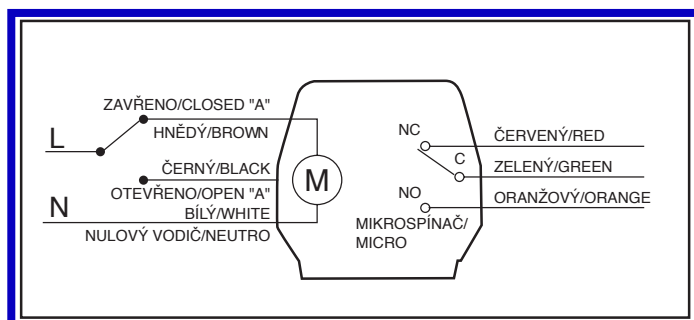 ZAVŘENO/CLOSED "A"
L
HNĚDÝ/BROWN
ČERNÝ/BLACK
OTEVŘENO/OPEN "A"
N
BÍLÝ/WHITE
NULOVÝ VODIČ/NEUTRO
M
NC
C
NO
MIKROSPÍNAČ/
MICRO
ČERVENÝ/RED
ZELENÝ/GREEN
ORANŽOVÝ/ORANGE